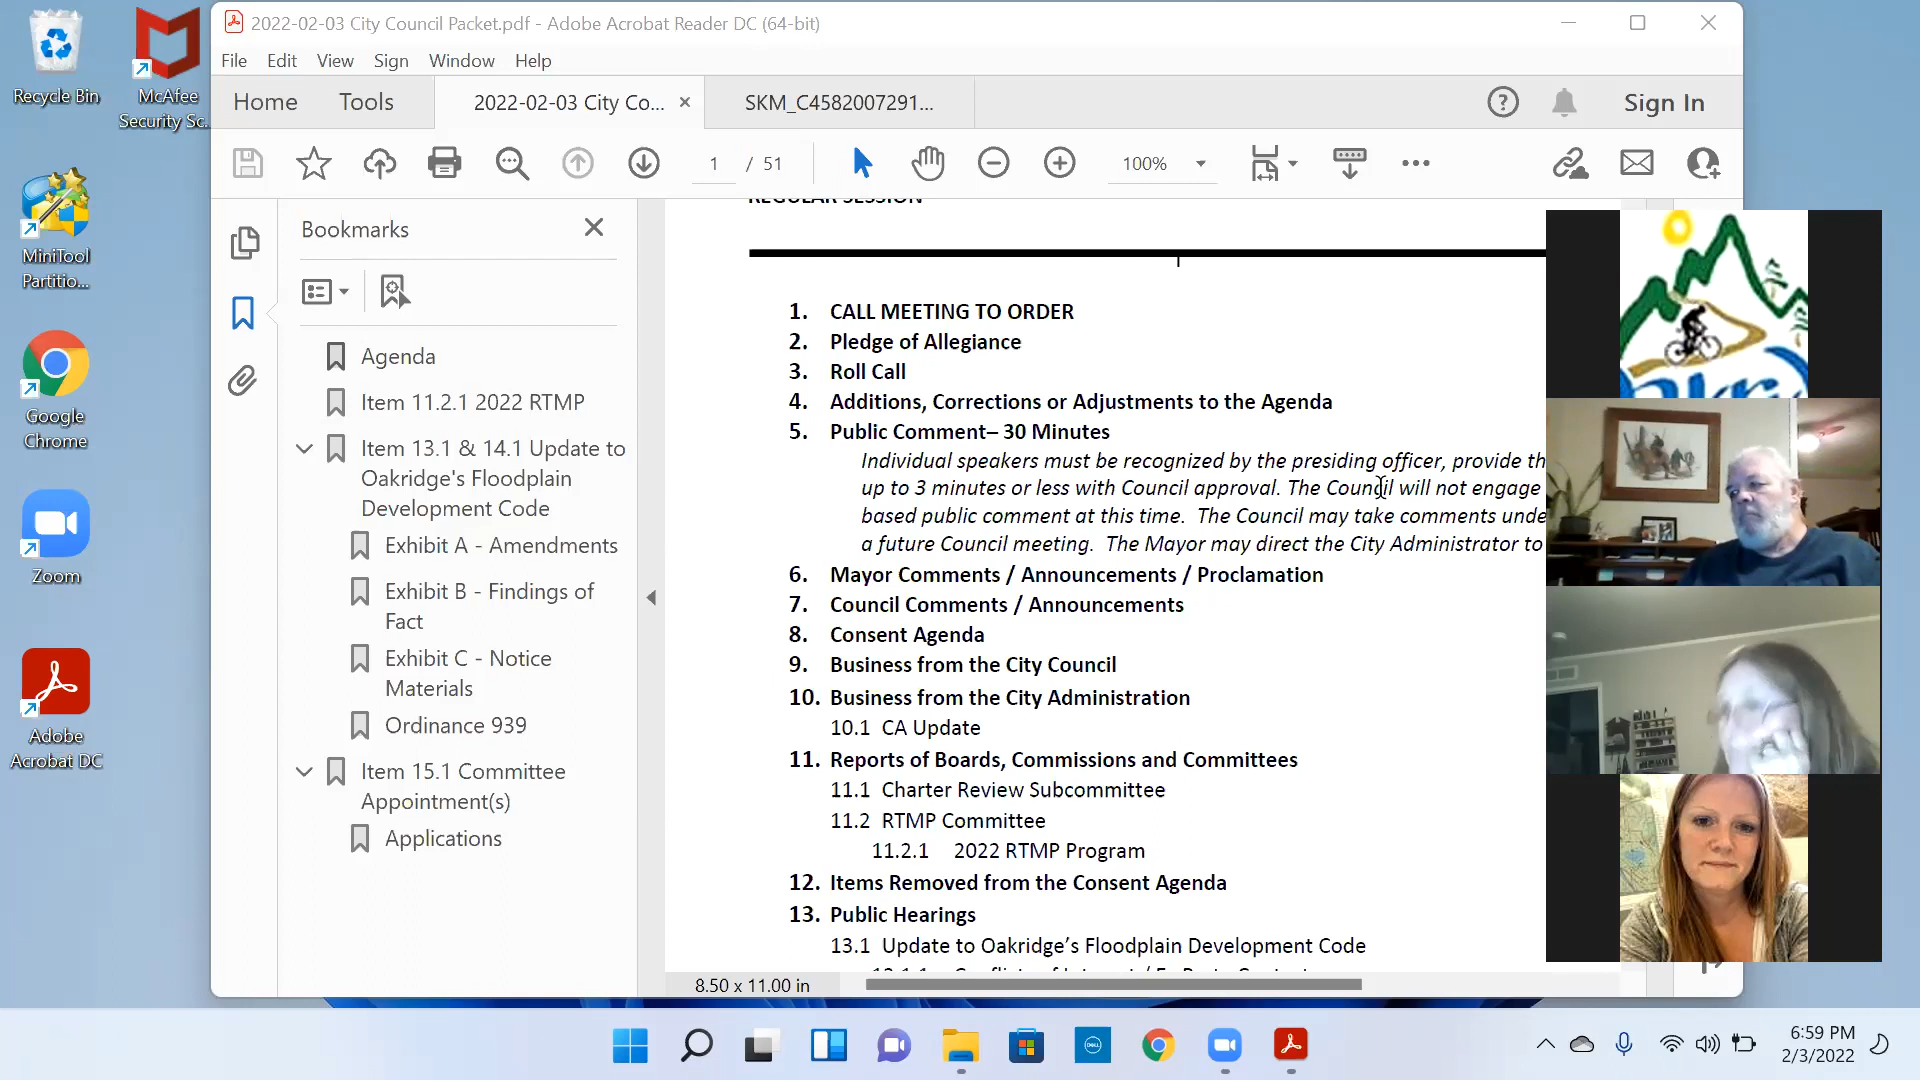 Recycle Bin
McAfee
Security Sc...
MiniTool
Partitio...
Google
Chrome
Zoom
Adobe
Acrobat DC
2022-02-03 City Council Packet.pdf - Adobe Acrobat Reader DC (64-bit)
File Edit View Sign Window Help
Home Tools 2022-02-03 City Co... SKM_C4582007291... Sign In
1 / 51 100%
Bookmarks
Agenda
Item 11.2.1 2022 RTMP
Item 13.1 & 14.1 Update to
Oakridge's Floodplain
Development Code
Exhibit A - Amendments
Exhibit B - Findings of
Fact
Exhibit C - Notice
Materials
Ordinance 939
Item 15.1 Committee
Appointment(s)
Applications
REGULAR SESSION
1. CALL MEETING TO ORDER
2. Pledge of Allegiance
3. Roll Call
4. Additions, Corrections or Adjustments to the Agenda
5. Public Comment– 30 Minutes
Individual speakers must be recognized by the presiding officer, provide th
up to 3 minutes or less with Council approval. The Council will not engage
based public comment at this time. The Council may take comments unde
a future Council meeting. The Mayor may direct the City Administrator to
6. Mayor Comments / Announcements / Proclamation
7. Council Comments / Announcements
8. Consent Agenda
9. Business from the City Council
10. Business from the City Administration
10.1 CA Update
11. Reports of Boards, Commissions and Committees
11.1 Charter Review Subcommittee
11.2 RTMP Committee
11.2.1 2022 RTMP Program
12. Items Removed from the Consent Agenda
13. Public Hearings
13.1 Update to Oakridge’s Floodplain Development Code
8.50 x 11.00 in
6:59 PM
2/3/2022